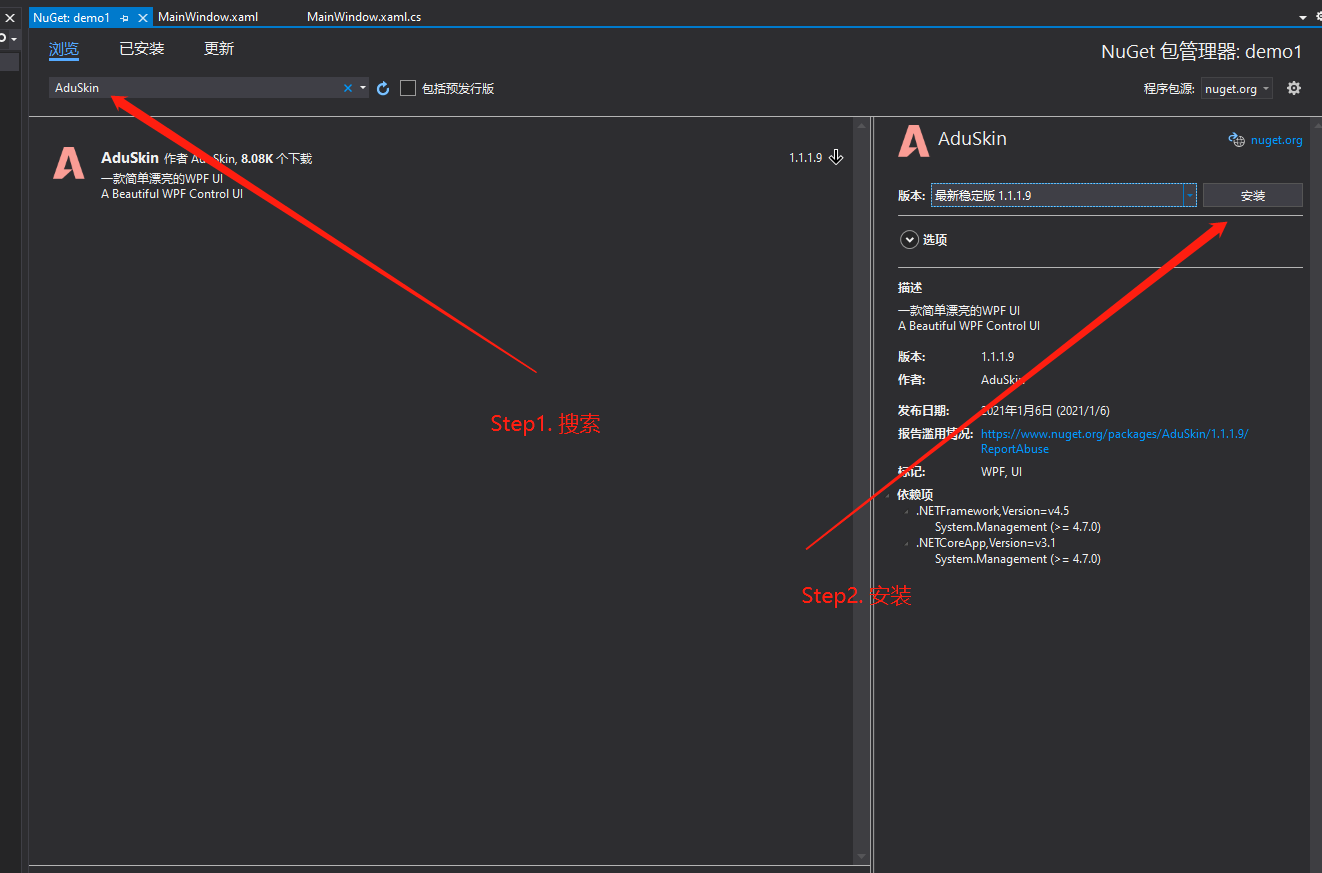 NuGet: demo1
MainWindow.xaml
MainWindow.xaml.cs
浏览 已安装 更新
NuGet 包管理器: demo1
AduSkin
包括预发行版
程序包源: nuget.org
AduSkin 作者 AduSkin, 8.08K 个下载
1.1.1.9
一款简单漂亮的WPF UI
A Beautiful WPF Control UI
AduSkin
nuget.org
版本: 最新稳定版 1.1.1.9 安装
选项
描述
一款简单漂亮的WPF UI
A Beautiful WPF Control UI
版本: 1.1.1.9
作者: AduSkin
发布日期: 2021年1月6日 (2021/1/6)
报告滥用情况: https://www.nuget.org/packages/AduSkin/1.1.1.9/
ReportAbuse
标记: WPF, UI
依赖项
.NETFramework,Version=v4.5
System.Management (>= 4.7.0)
.NETCoreApp,Version=v3.1
System.Management (>= 4.7.0)
Step1. 搜索
Step2. 安装